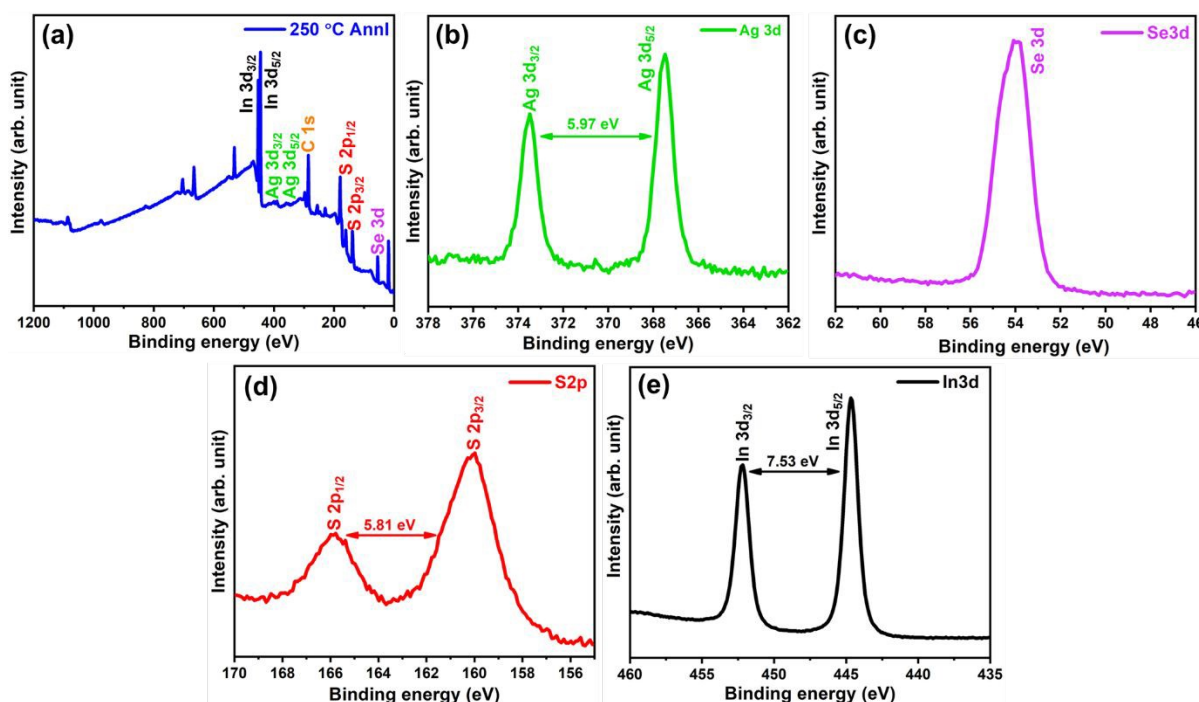 (a)
250 °C Annl
Intensity (arb. unit)
In 3d3/2
In 3d5/2
Ag 3d3/2
Ag 3d5/2
C 1s
S 2p1/2
S 2p3/2
Se 3d
1200 1000 800 600 400 200 0
Binding energy (eV)
(b)
Ag 3d
Intensity (arb. unit)
Ag 3d3/2
Ag 3d5/2
5.97 eV
378 376 374 372 370 368 366 364 362
Binding energy (eV)
(c)
Se3d
Intensity (arb. unit)
Se 3d
62 60 58 56 54 52 50 48 46
Binding energy (eV)
(d)
S2p
Intensity (arb. unit)
S 2p1/2
S 2p3/2
5.81 eV
170 168 166 164 162 160 158 156
Binding energy (eV)
(e)
In3d
Intensity (arb. unit)
In 3d3/2
In 3d5/2
7.53 eV
460 455 450 445 440 435
Binding energy (eV)